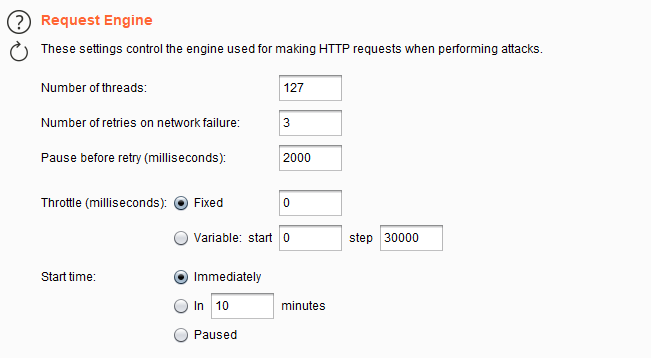 ? Request Engine
These settings control the engine used for making HTTP requests when performing attacks.
Number of threads: 127
Number of retries on network failure: 3
Pause before retry (milliseconds): 2000
Throttle (milliseconds): Fixed 0
Variable: start 0 step 30000
Start time: Immediately
In 10 minutes
Paused